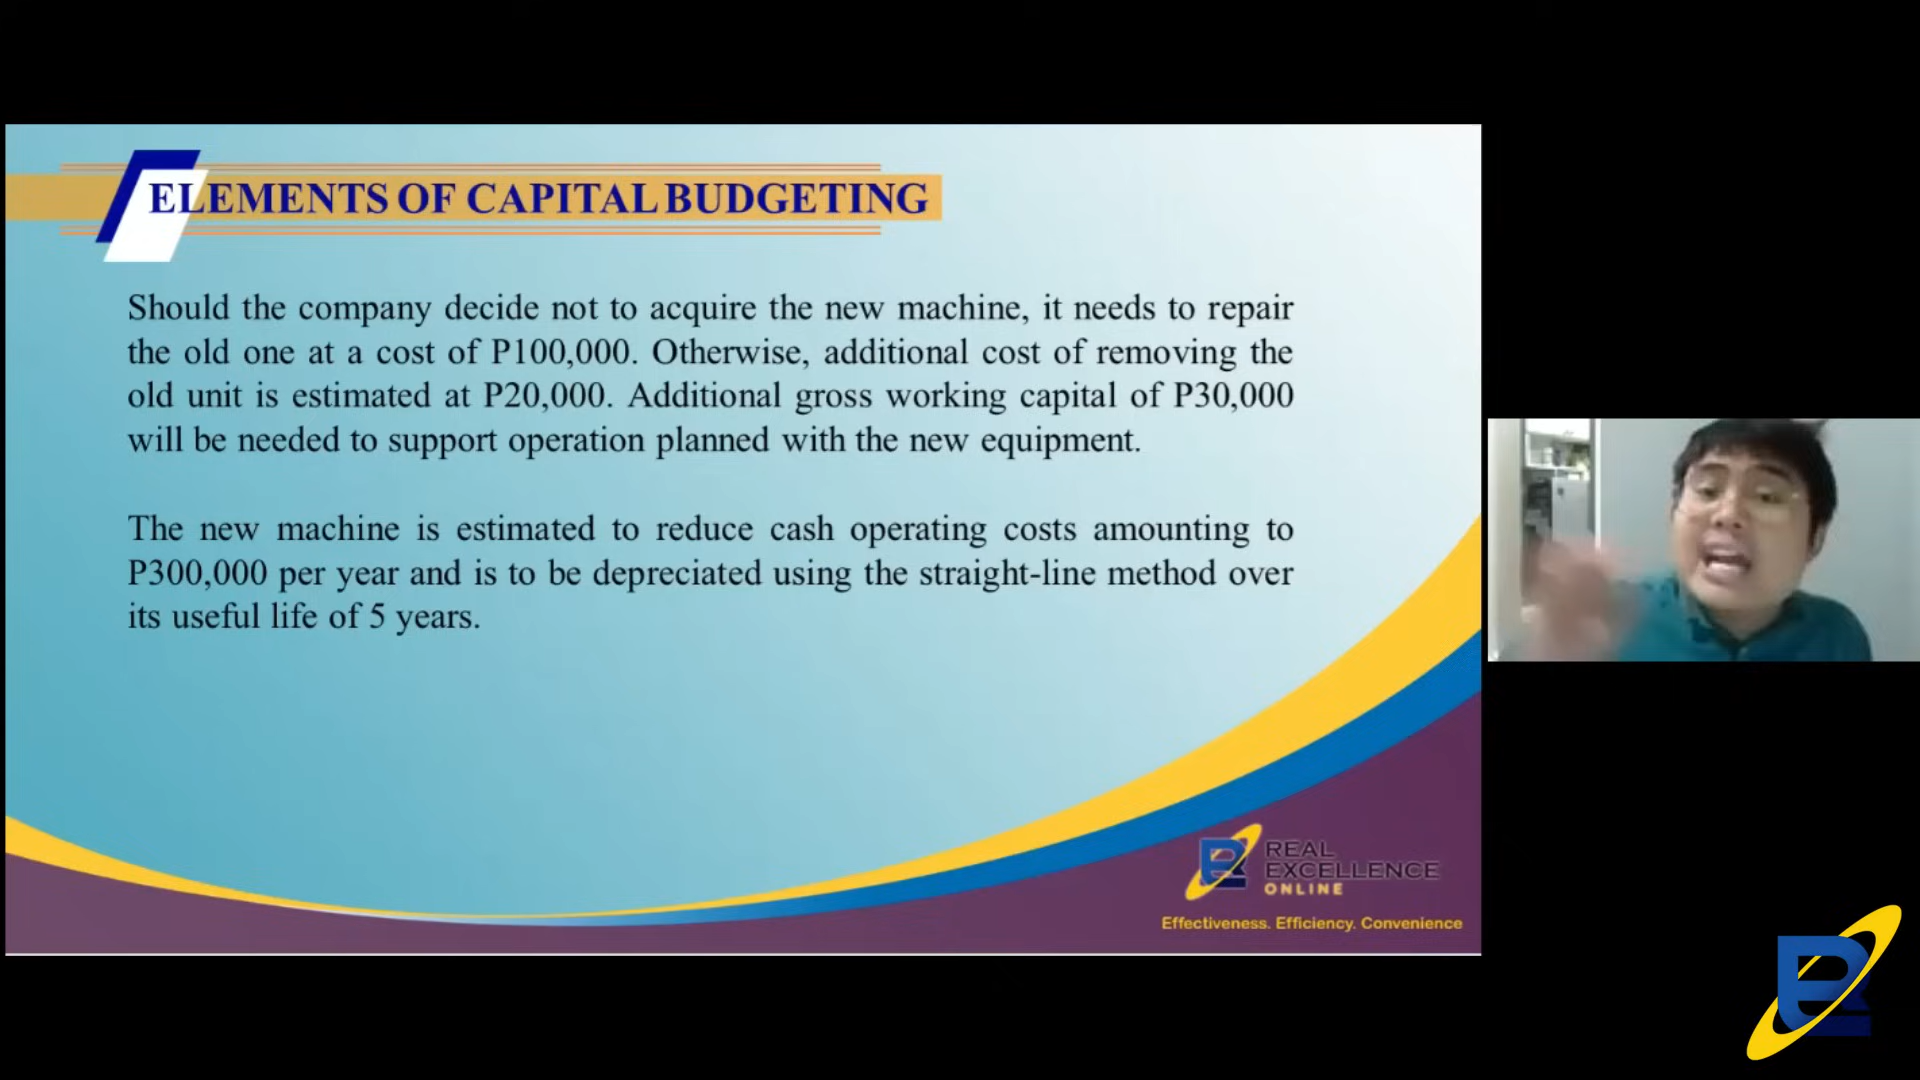 ELEMENTS OF CAPITAL BUDGETING
Should the company decide not to acquire the new machine, it needs to repair
the old one at a cost of P100,000. Otherwise, additional cost of removing the
old unit is estimated at P20,000. Additional gross working capital of P30,000
will be needed to support operation planned with the new equipment.
The new machine is estimated to reduce cash operating costs amounting to
P300,000 per year and is to be depreciated using the straight-line method over
its useful life of 5 years.
REAL
EXCELLENCE
ONLINE
Effectiveness. Efficiency. Convenience